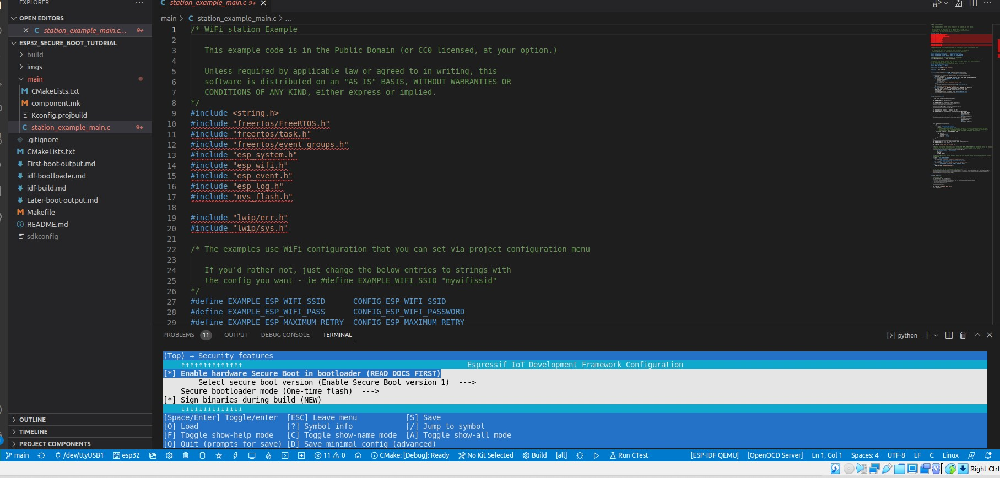 EXPLORER ...
OPEN EDITORS
station_example_main.c... 9+
ESP32_SECURE_BOOT_TUTORIAL
build
imgs
main
CMakeLists.txt
component.mk
Kconfig.projbuild
station_example_main.c 9+
.gitignore
CMakeLists.txt
First-boot-output.md
idf-bootloader.md
idf-build.md
Later-boot-output.md
Makefile
README.md
sdkconfig
OUTLINE
TIMELINE
PROJECT COMPONENTS
C station_example_main.c 9+ ×
main > C station_example_main.c > ...
1 /* WiFi station Example
2
3 This example code is in the Public Domain (or CC0 licensed, at your option.)
4
5 Unless required by applicable law or agreed to in writing, this
6 software is distributed on an "AS IS" BASIS, WITHOUT WARRANTIES OR
7 CONDITIONS OF ANY KIND, either express or implied.
8 */
9 #include <string.h>
10 #include "freertos/FreeRTOS.h"
11 #include "freertos/task.h"
12 #include "freertos/event_groups.h"
13 #include "esp_system.h"
14 #include "esp_wifi.h"
15 #include "esp_event.h"
16 #include "esp_log.h"
17 #include "nvs_flash.h"
18
19 #include "lwip/err.h"
20 #include "lwip/sys.h"
21
22 /* The examples use WiFi configuration that you can set via project configuration menu
23
24 If you'd rather not, just change the below entries to strings with
25 the config you want - ie #define EXAMPLE_WIFI_SSID "mywifissid"
26 */
27 #define EXAMPLE_ESP_WIFI_SSID CONFIG_ESP_WIFI_SSID
28 #define EXAMPLE_ESP_WIFI_PASS CONFIG_ESP_WIFI_PASSWORD
29 #define EXAMPLE_ESP_MAXIMUM_RETRY CONFIG_ESP_MAXIMUM_RETRY
PROBLEMS 11 OUTPUT DEBUG CONSOLE TERMINAL python
(Top) → Security features
↑↑↑↑↑↑↑↑↑↑↑↑↑↑ Espressif IoT Development Framework Configuration
[*] Enable hardware Secure Boot in bootloader (READ DOCS FIRST)
Select secure boot version (Enable Secure Boot version 1) --->
Secure bootloader mode (One-time flash) --->
[*] Sign binaries during build (NEW)
↓↓↓↓↓↓↓↓↓↓↓↓↓↓
[Space/Enter] Toggle/enter [ESC] Leave menu [S] Save
[O] Load [?] Symbol info [/] Jump to symbol
[F] Toggle show-help mode [C] Toggle show-name mode [A] Toggle show-all mode
[Q] Quit (prompts for save) [D] Save minimal config (advanced)
main /dev/ttyUSB1 esp32 11 0 CMake: [Debug]: Ready No Kit Selected Build [all] Run CTest [ESP-IDF QEMU] [OpenOCD Server] Ln 1, Col 1 Spaces: 4 UTF-8 LF C Linux
Right Ctrl